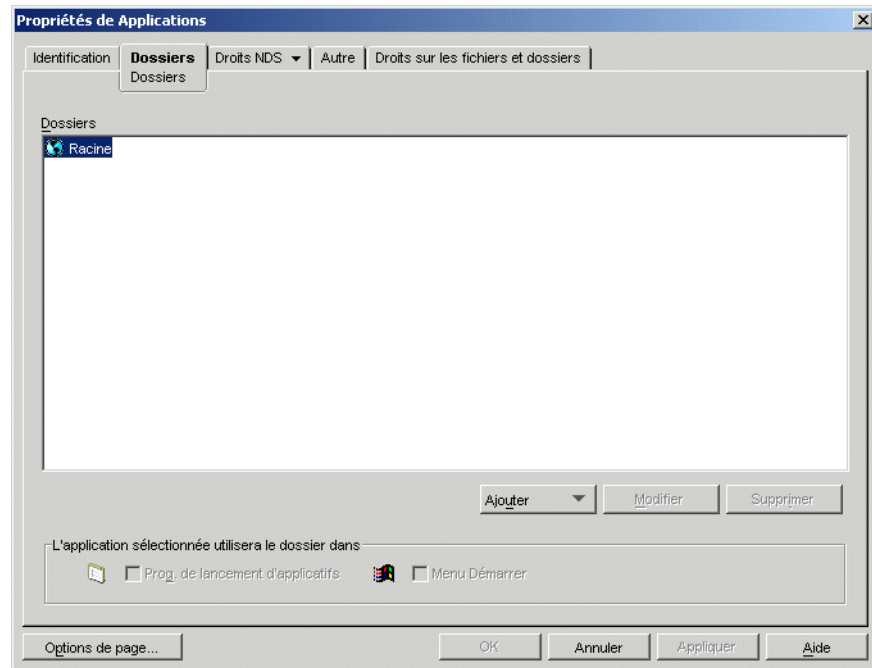 Propriétés de Applications
Identification
Dossiers
Droits NDS
Autre
Droits sur les fichiers et dossiers
Dossiers
Dossiers
Racine
Ajouter
Modifier
Supprimer
L'application sélectionnée utilisera le dossier dans
Prog. de lancement d'applicatifs
Menu Démarrer
Options de page...
OK
Annuler
Appliquer
Aide